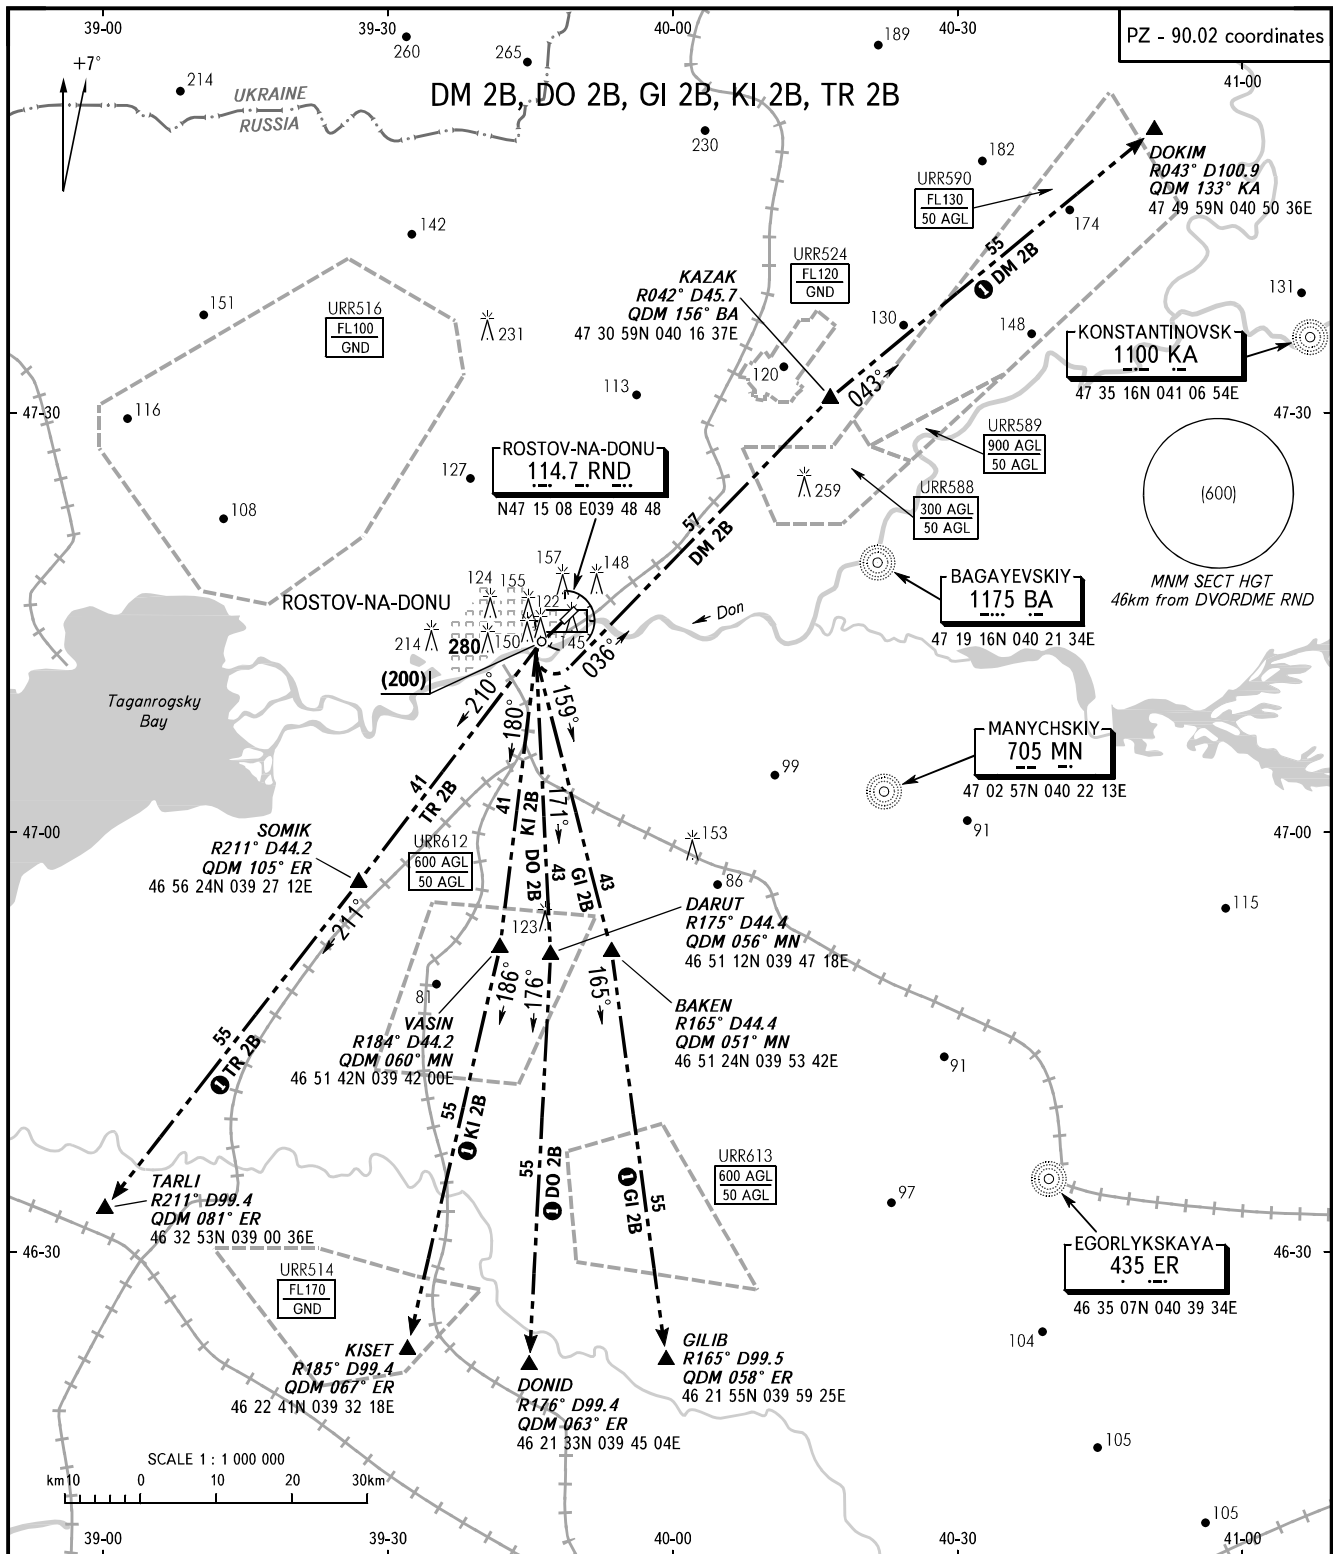 39-00
39-30
40-00
40-30
PZ - 90.02 coordinates
41-00
+7°
260
265
189
214
UKRAINE
RUSSIA
DM 2B, DO 2B, GI 2B, KI 2B, TR 2B
230
182
DOKIM
R043° D100.9
QDM 133° KA
47 49 59N 040 50 36E
URR590
FL130
50 AGL
174
142
55
1 DM 2B
URR524
FL120
GND
KAZAK
R042° D45.7
QDM 156° BA
47 30 59N 040 16 37E
131
151
URR516
FL100
GND
231
130
148
KONSTANTINOVSK
1100 KA
47 35 16N 041 06 54E
120
043°
113
116
47-30
47-30
URR589
900 AGL
50 AGL
ROSTOV-NA-DONU
114.7 RND
N47 15 08 E039 48 48
127
259
URR588
300 AGL
50 AGL
(600)
108
57
DM 2B
MNM SECT HGT
46km from DVORDME RND
BAGAYEVSKIY
1175 BA
47 19 16N 040 21 34E
157
148
124
155
ROSTOV-NA-DONU
122
Don
214
280
150
145
036°
(200)
210°
180°
159°
Taganrogsky
Bay
MANYCHSKIY
705 MN
47 02 57N 040 22 13E
99
41
TR 2B
41
KI 2B
171°
47-00
47-00
91
SOMIK
R211° D44.2
QDM 105° ER
46 56 24N 039 27 12E
URR612
600 AGL
50 AGL
DO 2B
43
GI 2B
43
153
86
115
DARUT
R175° D44.4
QDM 056° MN
46 51 12N 039 47 18E
123
211°
81
186°
176°
165°
BAKEN
R165° D44.4
QDM 051° MN
46 51 24N 039 53 42E
VASIN
R184° D44.2
QDM 060° MN
46 51 42N 039 42 00E
91
55
1 TR 2B
55
1 KI 2B
55
1 DO 2B
1 GI 2B
55
URR613
600 AGL
50 AGL
97
TARLI
R211° D99.4
QDM 081° ER
46 32 53N 039 00 36E
46-30
46-30
EGORLYKSKAYA
435 ER
46 35 07N 040 39 34E
URR514
FL170
GND
104
KISET
R185° D99.4
QDM 067° ER
46 22 41N 039 32 18E
GILIB
R165° D99.5
QDM 058° ER
46 21 55N 039 59 25E
DONID
R176° D99.4
QDM 063° ER
46 21 33N 039 45 04E
105
SCALE 1 : 1 000 000
km10
0
10
20
30km
105
39-00
39-30
40-00
40-30
41-00